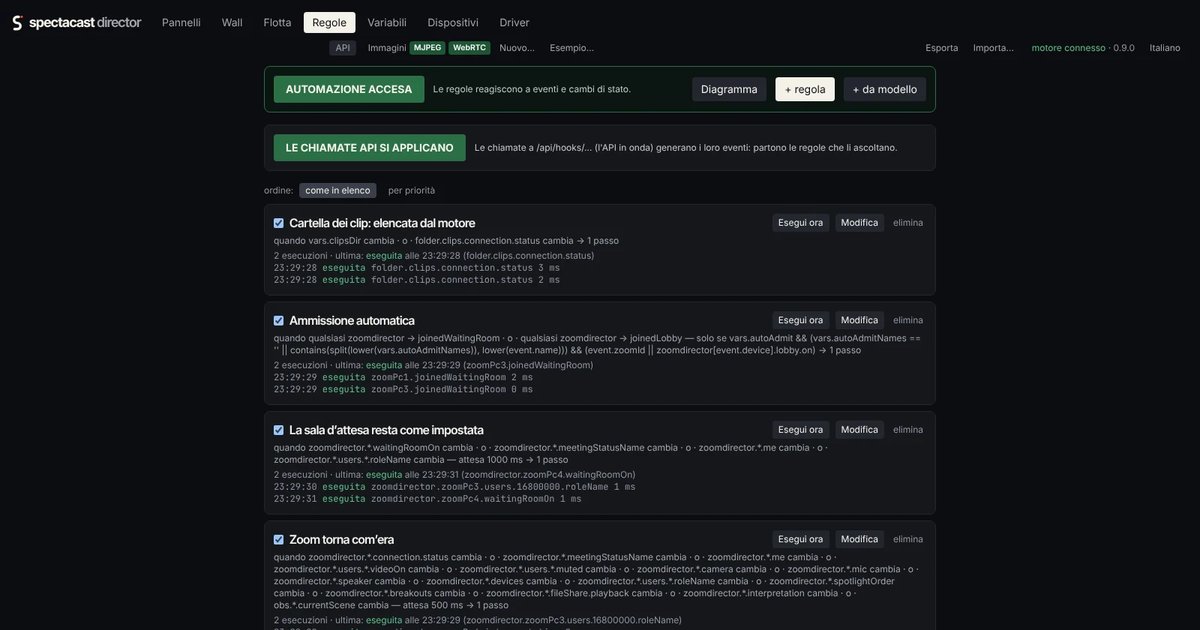 spectacast director Pannelli Wall Flotta Regole Variabili Dispositivi Driver
API Immagini MJPEG WebRTC Nuovo... Esempio... Esporta Importa... motore connesso · 0.9.0 Italiano
AUTOMAZIONE ACCESA Le regole reagiscono a eventi e cambi di stato. Diagramma + regola + da modello
LE CHIAMATE API SI APPLICANO Le chiamate a /api/hooks/... (l'API in onda) generano i loro eventi: partono le regole che li ascoltano.
ordine: come in elenco per priorità
Cartella dei clip: elencata dal motore Esegui ora Modifica elimina
quando vars.clipsDir cambia · o · folder.clips.connection.status cambia → 1 passo
2 esecuzioni · ultima: eseguita alle 23:29:28 (folder.clips.connection.status)
23:29:28 eseguita folder.clips.connection.status 3 ms
23:29:28 eseguita folder.clips.connection.status 2 ms
Ammissione automatica Esegui ora Modifica elimina
quando qualsiasi zoomdirector → joinedWaitingRoom · o · qualsiasi zoomdirector → joinedLobby — solo se vars.autoAdmit && (vars.autoAdmitNames ==
'' || contains(split(lower(vars.autoAdmitNames)), lower(event.name))) && (event.zoomId || zoomdirector[event.device].lobby.on) → 1 passo
2 esecuzioni · ultima: eseguita alle 23:29:29 (zoomPc3.joinedWaitingRoom)
23:29:29 eseguita zoomPc1.joinedWaitingRoom 2 ms
23:29:29 eseguita zoomPc3.joinedWaitingRoom 0 ms
La sala d’attesa resta come impostata Esegui ora Modifica elimina
quando zoomdirector.*.waitingRoomOn cambia · o · zoomdirector.*.meetingStatusName cambia · o · zoomdirector.*.me cambia · o ·
zoomdirector.*.users.*.roleName cambia — attesa 1000 ms → 1 passo
2 esecuzioni · ultima: eseguita alle 23:29:31 (zoomdirector.zoomPc4.waitingRoomOn)
23:29:30 eseguita zoomdirector.zoomPc3.users.16800000.roleName 1 ms
23:29:31 eseguita zoomdirector.zoomPc4.waitingRoomOn 1 ms
Zoom torna com’era Esegui ora Modifica elimina
quando zoomdirector.*.connection.status cambia · o · zoomdirector.*.meetingStatusName cambia · o · zoomdirector.*.me cambia · o ·
zoomdirector.*.users.*.videoOn cambia · o · zoomdirector.*.users.*.muted cambia · o · zoomdirector.*.camera cambia · o · zoomdirector.*.mic cambia · o ·
zoomdirector.*.speaker cambia · o · zoomdirector.*.devices cambia · o · zoomdirector.*.users.*.roleName cambia · o · zoomdirector.*.spotlightOrder
cambia · o · zoomdirector.*.breakouts cambia · o · zoomdirector.*.fileShare.playback cambia · o · zoomdirector.*.interpretation cambia · o ·
obs.*.currentScene cambia — attesa 500 ms → 1 passo
2 esecuzioni · ultima: eseguita alle 23:29:29 (zoomdirector.zoomPc3.users.16800000.roleName)